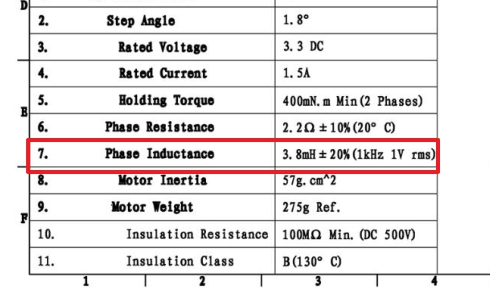 D
2. Step Angle 1.8°
3. Rated Voltage 3.3 DC
4. Rated Current 1.5A
5. Holding Torque 400mN.m Min(2 Phases)
E
6. Phase Resistance 2.2Ω±10%(20° C)
7. Phase Inductance 3.8mH±20%(1kHz 1V rms)
8. Motor Inertia 57g.cm^2
9. Motor Weight 275g Ref.
F
10. Insulation Resistance 100MΩ Min. (DC 500V)
11. Insulation Class B(130° C)
1 2 3 4